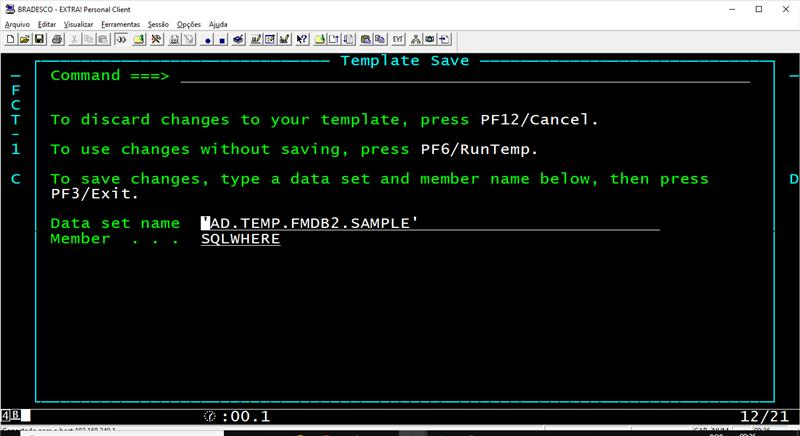 BRADESCO - EXTRA! Personal Client
Arquivo Editar Visualizar Ferramentas Sessão Opções Ajuda
EVT
Template Save
Command ===>
F
C
T
To discard changes to your template, press PF12/Cancel.
-
1 To use changes without saving, press PF6/RunTemp.
C To save changes, type a data set and member name below, then press D
PF3/Exit.
Data set name 'AD.TEMP.FMDB2.SAMPLE'
Member . . . SQLWHERE
4 B :00.1 12/21